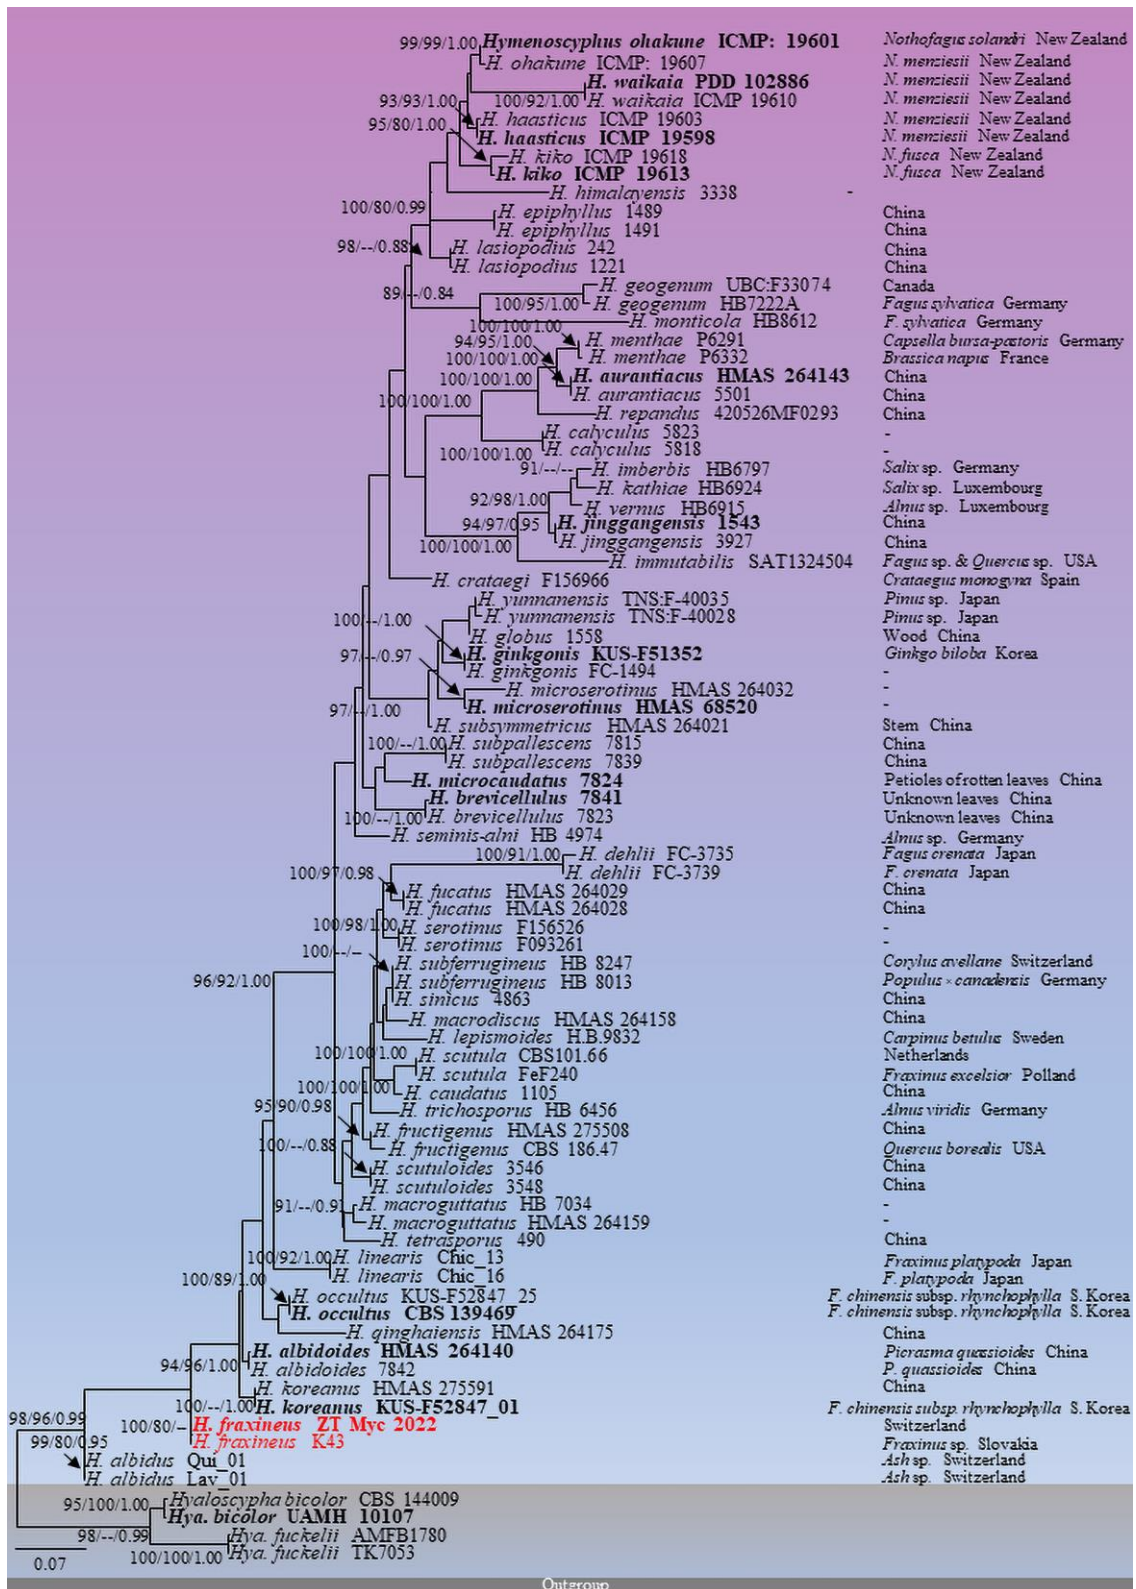 99/99/1.00 Hymenoscyphus ohakune ICMP: 19601 Nothofagus solandri New Zealand
H. ohakune ICMP: 19607 N. menziesii New Zealand
H. waikaia PDD 102886 N. menziesii New Zealand
93/93/1.00 100/92/1.00 H. waikaia ICMP 19610 N. menziesii New Zealand
95/80/1.00 H. haasticus ICMP 19603 N. menziesii New Zealand
H. haasticus ICMP 19598 N. menziesii New Zealand
H. kiko ICMP 19618 N. fusca New Zealand
H. kiko ICMP 19613 N. fusca New Zealand
H. himalayensis 3338 -
100/80/0.99 H. epiphyllus 1489 China
H. epiphyllus 1491 China
98/--/0.88 H. lasiopodius 242 China
H. lasiopodius 1221 China
H. geogenum UBC:F33074 Canada
89/--/0.84 100/95/1.00 H. geogenum HB7222A Fagus sylvatica Germany
H. monticola HB8612 F. sylvatica Germany
100/100/1.00 H. menthae P6291 Capsella bursa-pastoris Germany
94/95/1.00 H. menthae P6332 Brassica napus France
100/100/1.00 H. aurantiacus HMAS 264143 China
100/100/1.00 H. aurantiacus 5501 China
100/100/1.00 H. repandus 420526MF0293 China
H. calyculus 5823 -
100/100/1.00 H. calyculus 5818 -
91/--/-- H. imberbis HB6797 Salix sp. Germany
H. kathiae HB6924 Salix sp. Luxembourg
92/98/1.00 H. vernus HB6915 Alnus sp. Luxembourg
94/97/0.95 H. jinggangensis 1543 China
100/100/1.00 H. jinggangensis 3927 China
H. immutabilis SAT1324504 Fagus sp. & Quercus sp. USA
H. crataegi F156966 Crataegus monogyna Spain
H. yunnanensis TNS:F-40035 Pinus sp. Japan
100/--/1.00 H. yunnanensis TNS:F-40028 Pinus sp. Japan
H. globus 1558 Wood China
97/--/0.97 H. ginkgonis KUS-F51352 Ginkgo biloba Korea
H. ginkgonis FC-1494 -
H. microserotinus HMAS 264032 -
97/--/1.00 H. microserotinus HMAS 68520 -
H. subsymmetricus HMAS 264021 Stem China
100/--/1.00 H. subpallescens 7815 China
H. subpallescens 7839 China
H. microcaudatus 7824 Petioles of rotten leaves China
H. brevicellulus 7841 Unknown leaves China
100/--/1.00 H. brevicellulus 7823 Unknown leaves China
H. seminis-alni HB 4974 Alnus sp. Germany
100/91/1.00 H. dehlii FC-3735 Fagus crenata Japan
100/97/0.98 H. dehlii FC-3739 F. crenata Japan
H. fucatus HMAS 264029 China
H. fucatus HMAS 264028 China
100/98/1.00 H. serotinus F156526 -
100/--/-- H. serotinus F093261 -
H. subferrugineus HB 8247 Corylus avellane Switzerland
96/92/1.00 H. subferrugineus HB 8013 Populus × canadensis Germany
H. sinicus 4863 China
H. macrodiscus HMAS 264158 China
H. lepismoides H.B.9832 Carpinus betulus Sweden
100/100/1.00 H. scutula CBS101.66 Netherlands
H. scutula FeF240 Fraxinus excelsior Polland
100/100/1.00 H. caudatus 1105 China
95/90/0.98 H. trichosporus HB 6456 Alnus viridis Germany
H. fructigenus HMAS 275508 China
100/--/0.88 H. fructigenus CBS 186.47 Quercus borealis USA
H. scutuloides 3546 China
H. scutuloides 3548 China
91/--/0.91 H. macroguttatus HB 7034 -
H. macroguttatus HMAS 264159 -
H. tetrasporus 490 China
100/92/1.00 H. linearis Chic_13 Fraxinus platypoda Japan
100/89/1.00 H. linearis Chic_16 F. platypoda Japan
H. occultus KUS-F52847_25 F. chinensis subsp. rhynchophylla S. Korea
H. occultus CBS 139469 F. chinensis subsp. rhynchophylla S. Korea
H. qinghaiensis HMAS 264175 China
H. albidoides HMAS 264140 Picrasma quassioides China
94/96/1.00 H. albidoides 7842 P. quassioides China
H. koreanus HMAS 275591 China
100/--/1.00 H. koreanus KUS-F52847_01 F. chinensis subsp. rhynchophylla S. Korea
98/96/0.99 100/80/-- H. fraxineus ZT Myc 2022 Switzerland
99/80/0.95 H. fraxineus K43 Fraxinus sp. Slovakia
H. albidus Qui_01 Ash sp. Switzerland
H. albidus Lav_01 Ash sp. Switzerland
95/100/1.00 Hyaloscypha bicolor CBS 144009
Hya. bicolor UAMH 10107
98/--/0.99 Hya. fuckelii AMFB1780
100/100/1.00 Hya. fuckelii TK7053
0.07
Outgroup